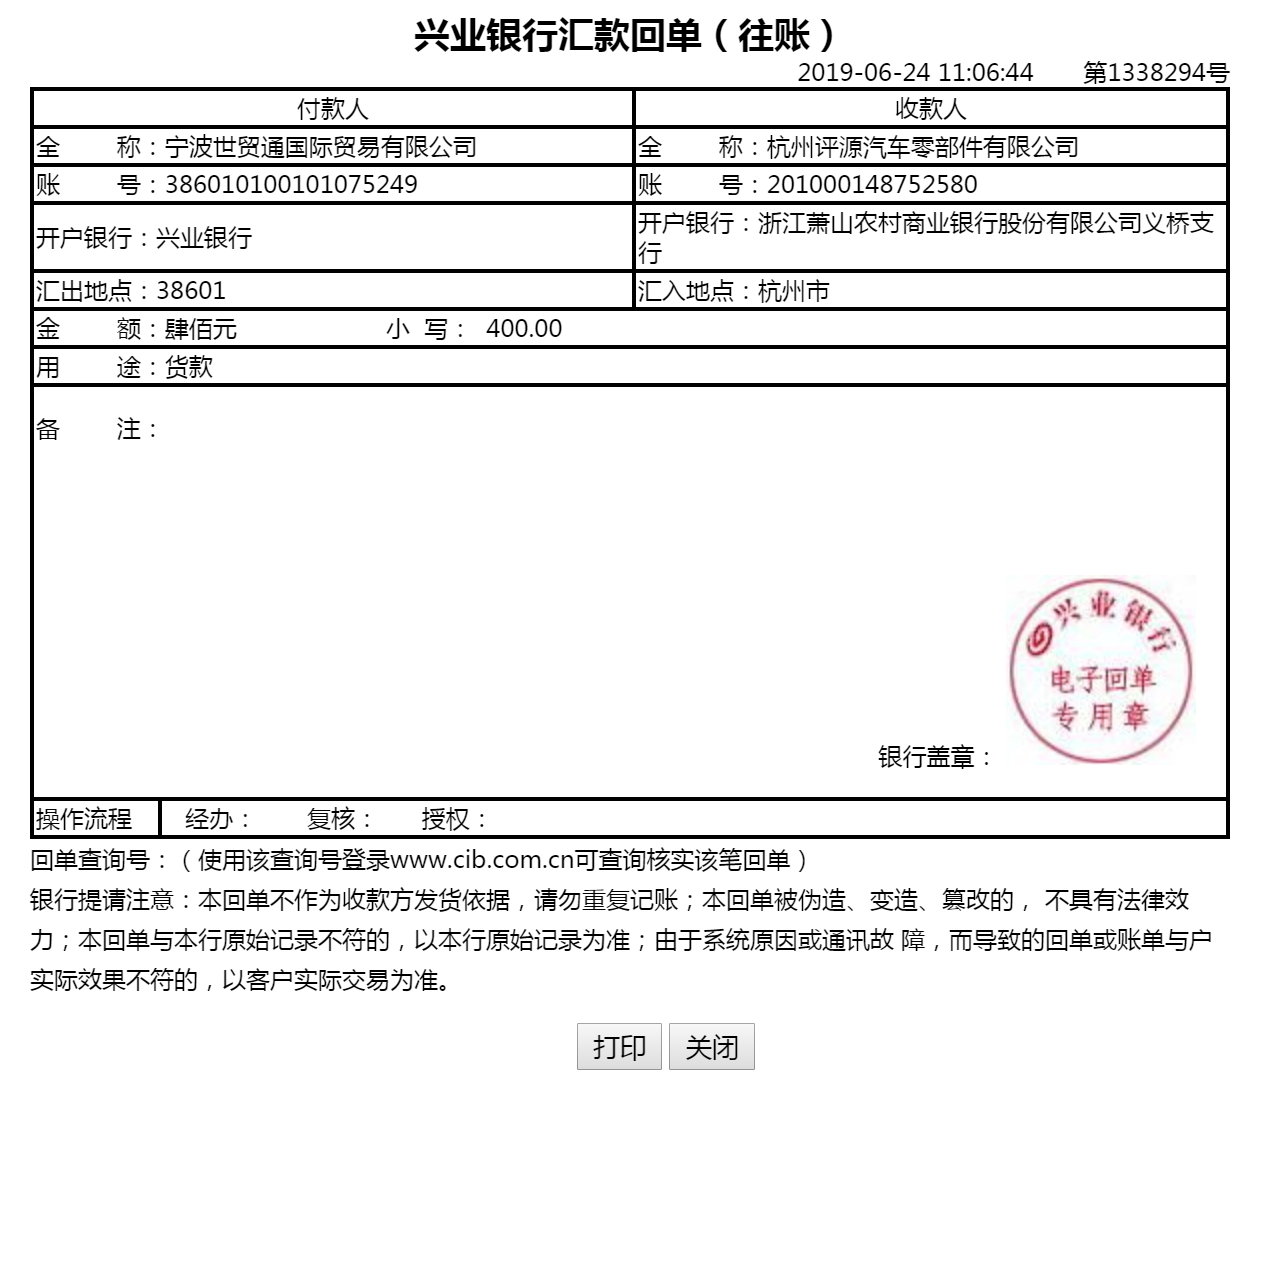 兴业银行汇款回单（往账）
2019-06-24 11:06:44 第1338294号
付款人 收款人
全 称：宁波世贸通国际贸易有限公司 全 称：杭州评源汽车零部件有限公司
账 号：386010100101075249 账 号：201000148752580
开户银行：兴业银行 开户银行：浙江萧山农村商业银行股份有限公司义桥支
行
汇出地点：38601 汇入地点：杭州市
金 额：肆佰元 小 写： 400.00
用 途：货款
备 注：
兴业银行
电子回单
专用章
银行盖章：
操作流程 经办： 复核： 授权：
回单查询号：（使用该查询号登录www.cib.com.cn可查询核实该笔回单）
银行提请注意：本回单不作为收款方发货依据，请勿重复记账；本回单被伪造、变造、篡改的， 不具有法律效
力；本回单与本行原始记录不符的，以本行原始记录为准；由于系统原因或通讯故 障，而导致的回单或账单与户
实际效果不符的，以客户实际交易为准。
打印 关闭